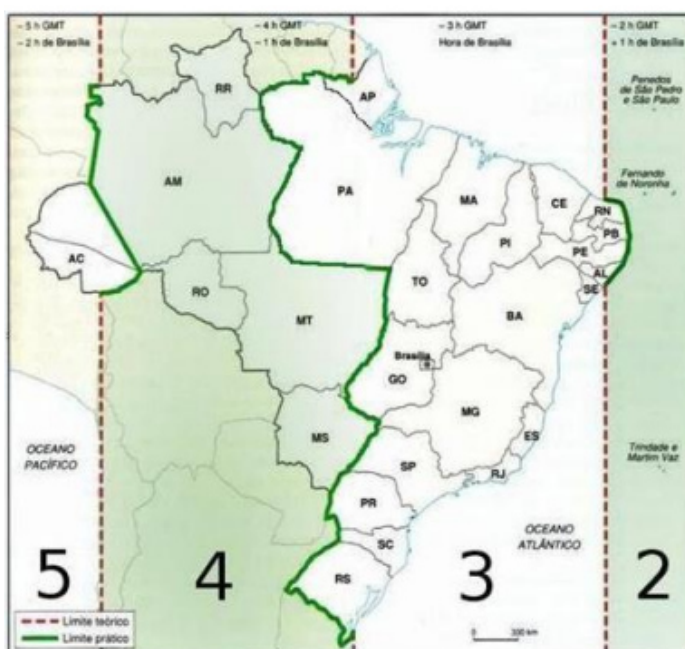 – 5 h GMT
– 2 h de Brasília
– 4 h GMT
– 1 h de Brasília
– 3 h GMT
Hora de Brasília
– 2 h GMT
+ 1 h de Brasília
Penedos
de São Pedro
e São Paulo
RR
AP
Fernando
de Noronha
AM
PA
MA
CE
RN
PB
PI
PE
AC
AL
SE
TO
RO
BA
MT
Brasília
GO
MG
OCEANO
PACÍFICO
MS
ES
Trindade e
Martim Vaz
SP
RJ
PR
OCEANO
ATLÂNTICO
SC
RS
5
4
3
2
Limite teórico
Limite prático
0
300 km